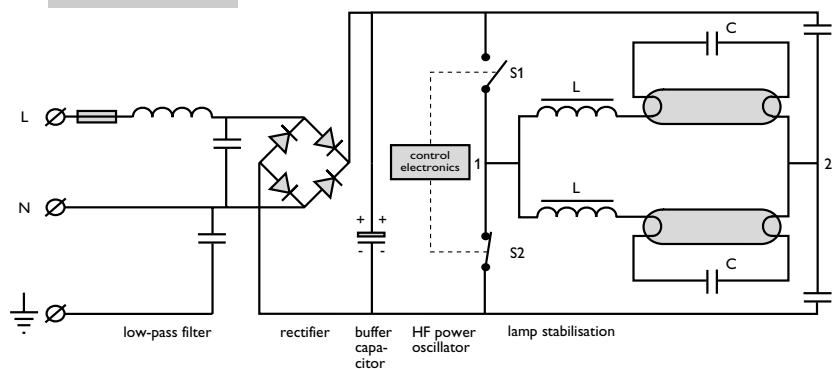 C
S1
L
L
control
electronics
1
2
N
L
+ +
- -
S2
C
low-pass filter
rectifier
buffer
capa-
citor
HF power
oscillator
lamp stabilisation